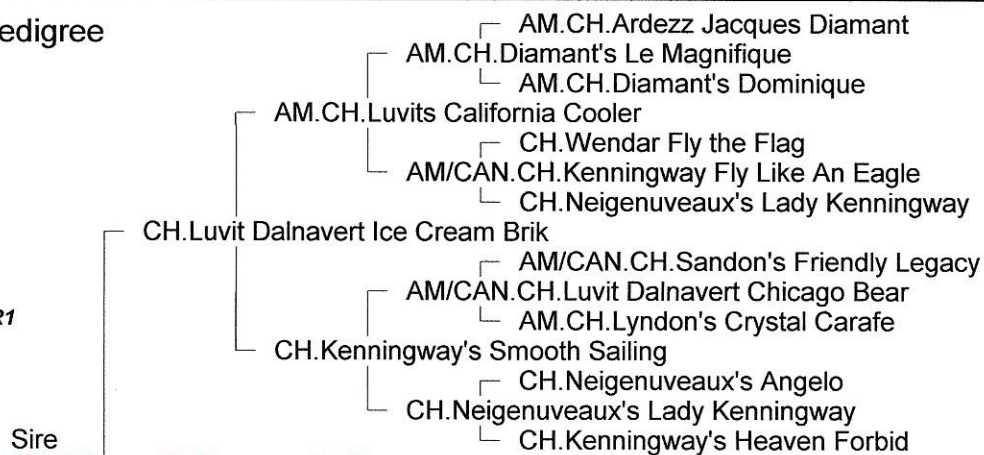 edigree
AM.CH.Ardezz Jacques Diamant
AM.CH.Diamant's Le Magnifique
AM.CH.Diamant's Dominique
AM.CH.Luvits California Cooler
CH.Wendar Fly the Flag
AM/CAN.CH.Kenningway Fly Like An Eagle
CH.Neigenuveaux's Lady Kenningway
CH.Luvit Dalnavert Ice Cream Brik
AM/CAN.CH.Sandon's Friendly Legacy
AM/CAN.CH.Luvit Dalnavert Chicago Bear
R1
AM.CH.Lyndon's Crystal Carafe
CH.Kenningway's Smooth Sailing
CH.Neigenuveaux's Angelo
CH.Neigenuveaux's Lady Kenningway
Sire
CH.Kenningway's Heaven Forbid